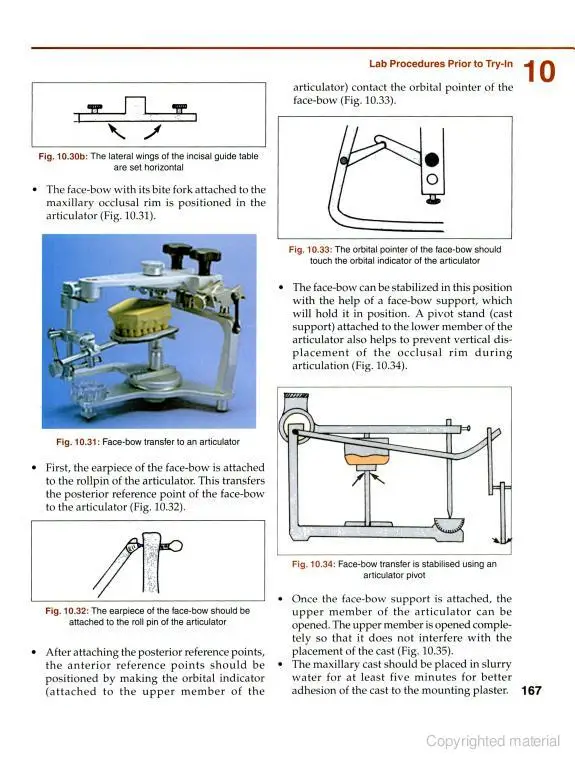 Lab Procedures Prior to Try-In
10
Fig. 10.30b: The lateral wings of the incisal guide table
are set horizontal
• The face-bow with its bite fork attached to the
maxillary occlusal rim is positioned in the
articulator (Fig. 10.31).
Fig. 10.31: Face-bow transfer to an articulator
• First, the earpiece of the face-bow is attached
to the rollpin of the articulator. This transfers
the posterior reference point of the face-bow
to the articulator (Fig. 10.32).
Fig. 10.32: The earpiece of the face-bow should be
attached to the roll pin of the articulator
• After attaching the posterior reference points,
the anterior reference points should be
positioned by making the orbital indicator
(attached to the upper member of the
articulator) contact the orbital pointer of the
face-bow (Fig. 10.33).
Fig. 10.33: The orbital pointer of the face-bow should
touch the orbital indicator of the articulator
• The face-bow can be stabilized in this position
with the help of a face-bow support, which
will hold it in position. A pivot stand (cast
support) attached to the lower member of the
articulator also helps to prevent vertical dis-
placement of the occlusal rim during
articulation (Fig. 10.34).
Fig. 10.34: Face-bow transfer is stabilised using an
articulator pivot
• Once the face-bow support is attached, the
upper member of the articulator can be
opened. The upper member is opened comple-
tely so that it does not interfere with the
placement of the cast (Fig. 10.35).
• The maxillary cast should be placed in slurry
water for at least five minutes for better
adhesion of the cast to the mounting plaster.
167
Copyrighted material